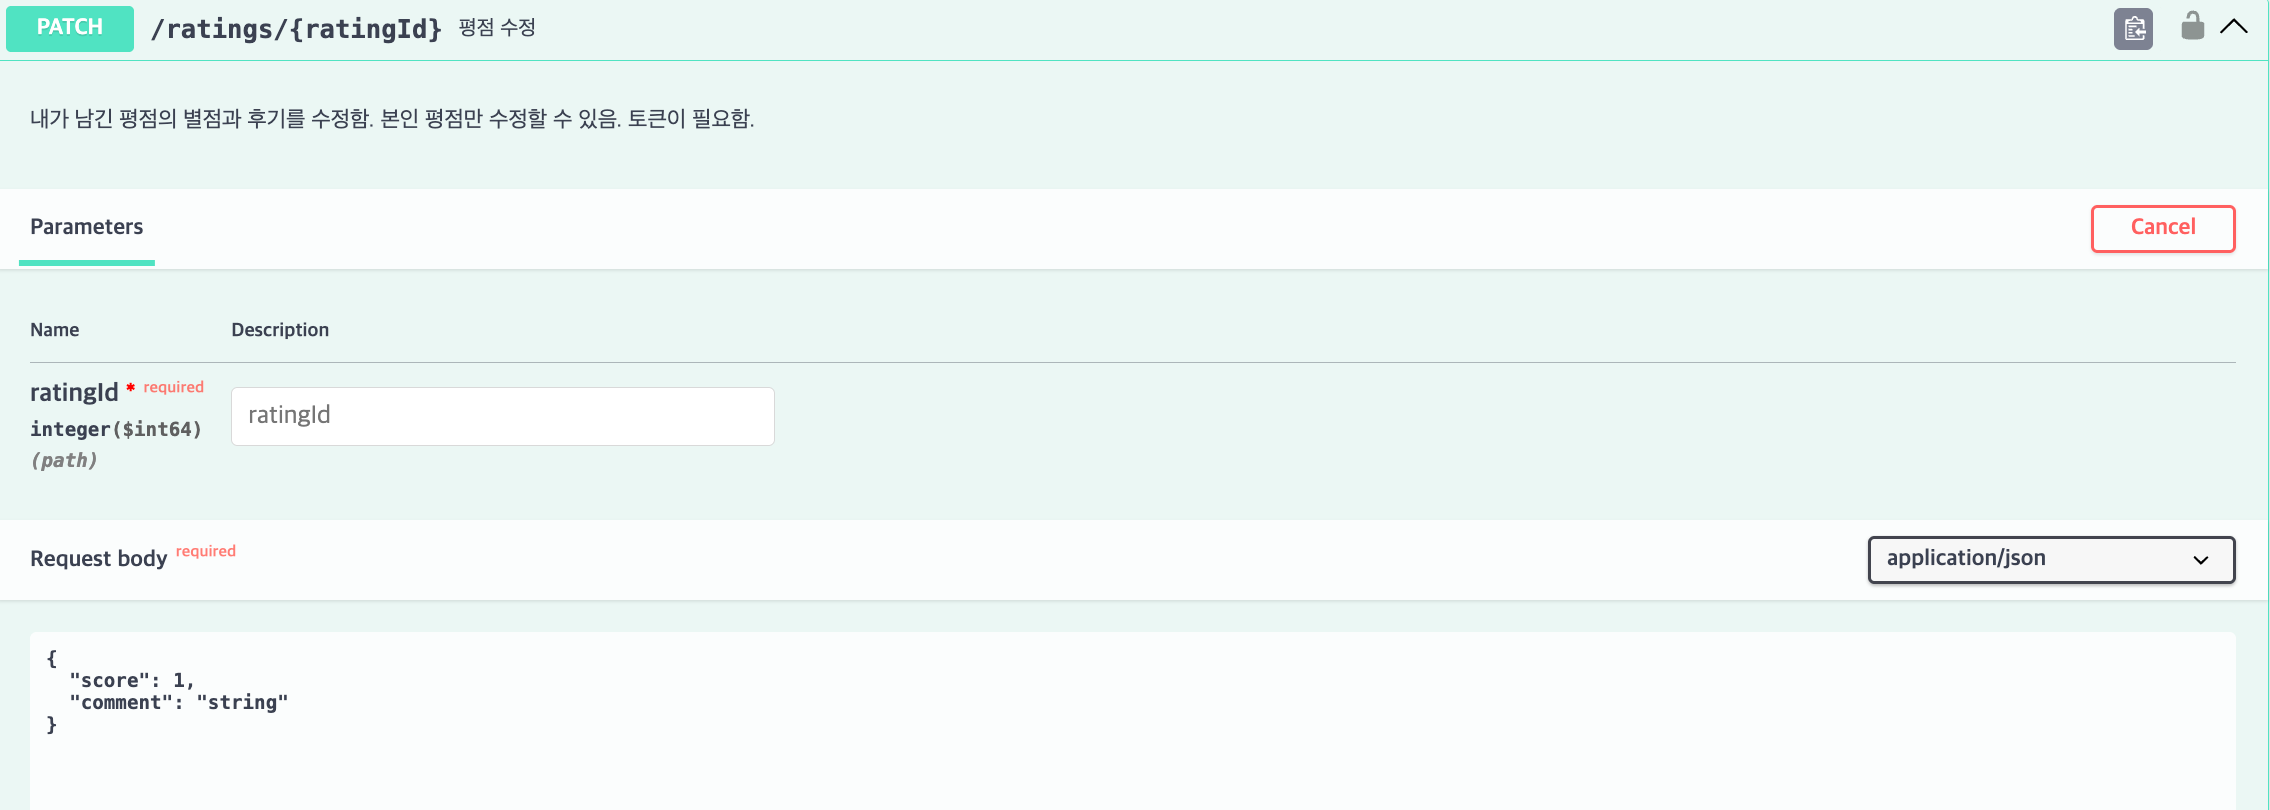 PATCH /ratings/{ratingId} 평점 수정
내가 남긴 평점의 별점과 후기를 수정함. 본인 평점만 수정할 수 있음. 토큰이 필요함.
Parameters
Cancel
Name Description
ratingId * required
integer($int64)
(path)
ratingId
Request body required
application/json
{
  "score": 1,
  "comment": "string"
}